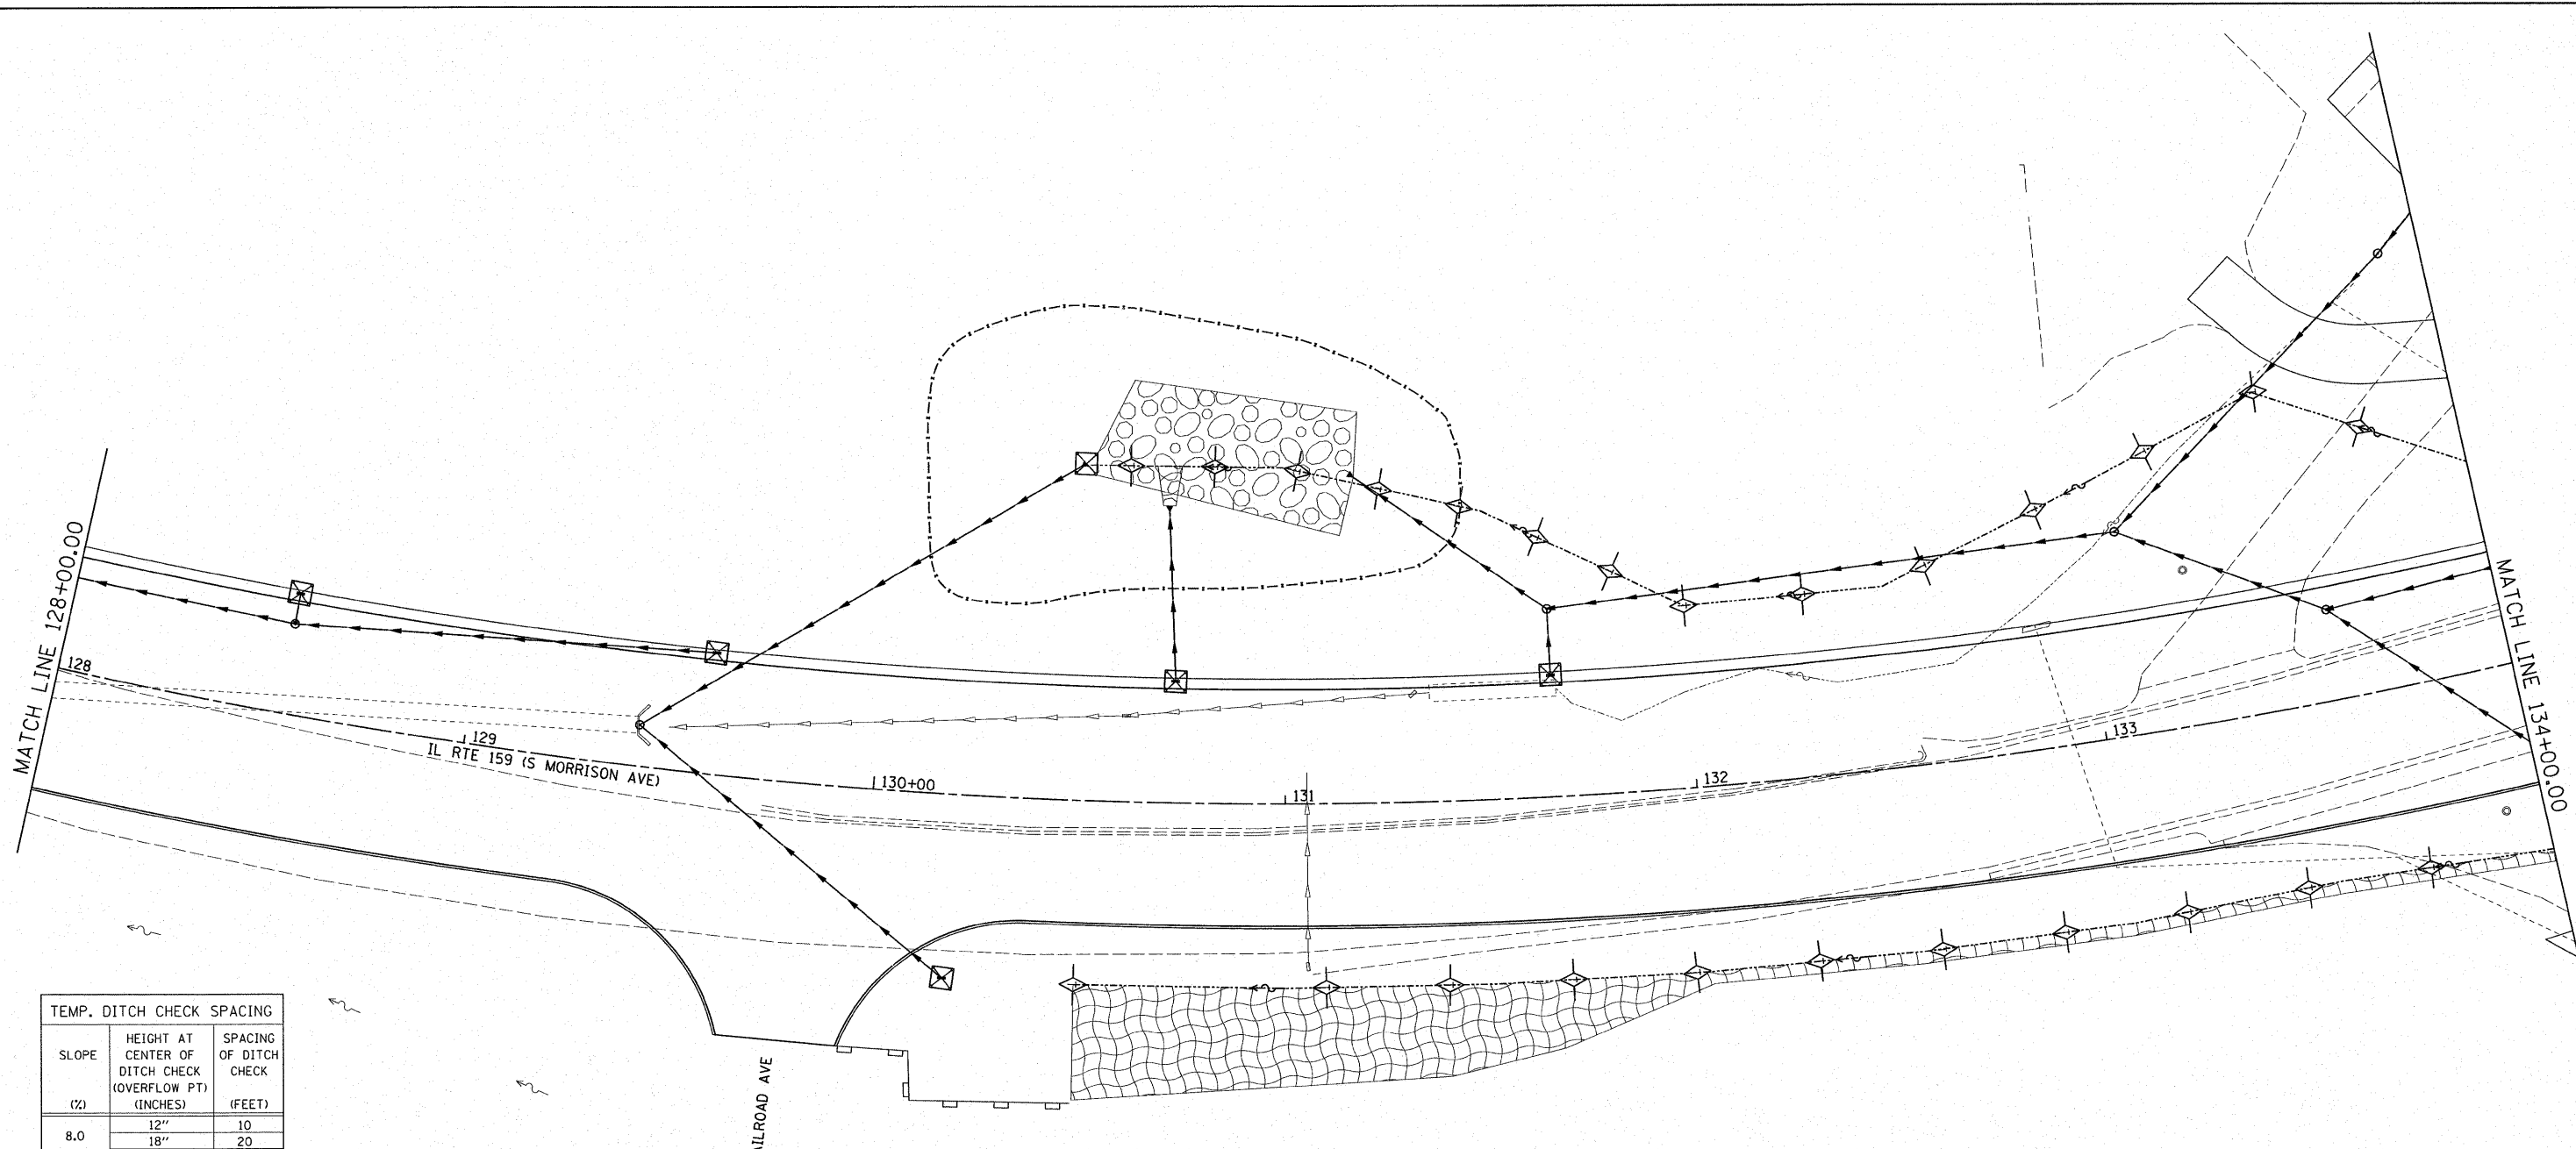 MATCH LINE 128+00.00
128
129
IL RTE 159 (S MORRISON AVE)
130+00
131
132
133
MATCH LINE 134+00.00
TEMP. DITCH CHECK SPACING
SLOPE
(%)
HEIGHT AT
CENTER OF
DITCH CHECK
(OVERFLOW PT)
(INCHES)
SPACING
OF DITCH
CHECK
(FEET)
8.0
12" 10
18" 20
AILROAD AVE